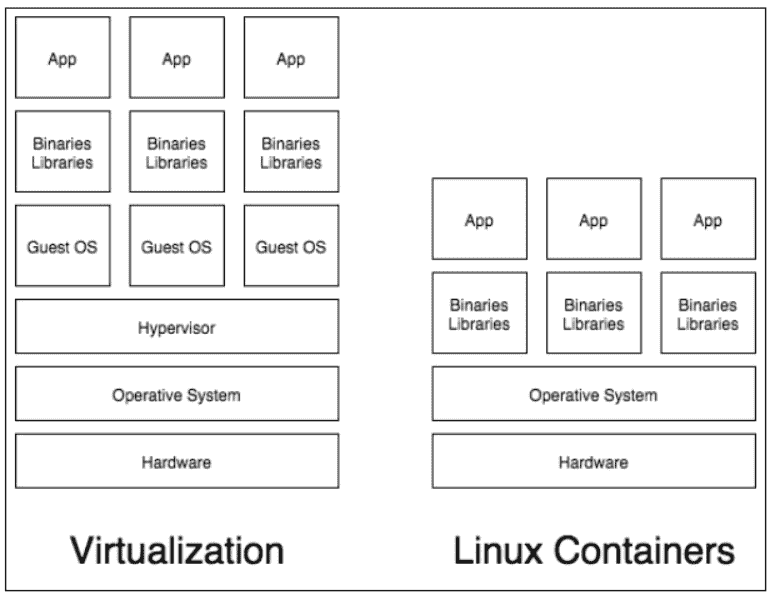 App App App
Binaries Binaries Binaries
Libraries Libraries Libraries
Guest OS Guest OS Guest OS
Hypervisor
Operative System
Hardware
Virtualization
App App App
Binaries Binaries Binaries
Libraries Libraries Libraries
Operative System
Hardware
Linux Containers